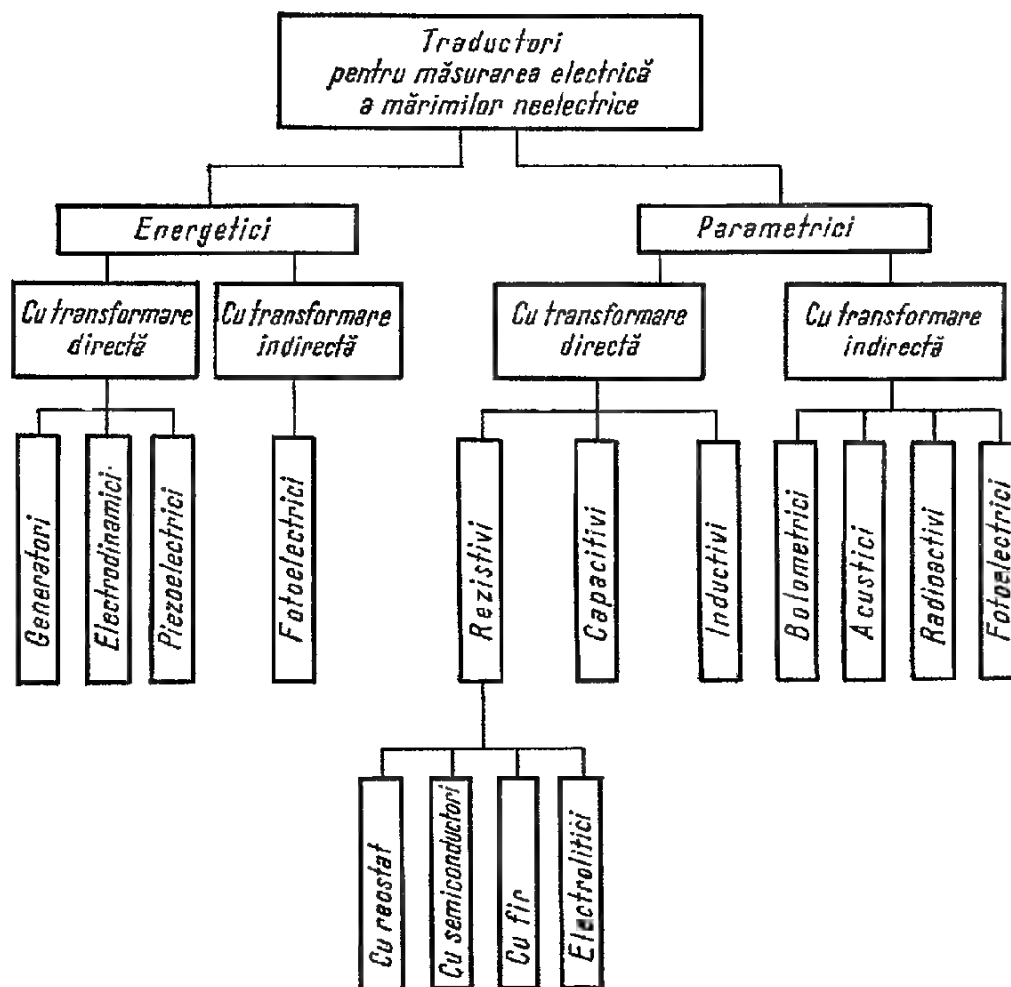 Traductori
pentru măsurarea electrică
a mărimilor neelectrice
Energetici
Parametrici
Cu transformare
directă
Cu transformare
indirectă
Cu transformare
directă
Cu transformare
indirectă
Generatori
Electrodinamici
Piezoelectrici
Fotoelectrici
Rezistivi
Capacitivi
Inductivi
Bolometrici
Acustici
Radioactivi
Fotoelectrici
Cu reostat
Cu semiconductori
Cu fir
Electrolitici